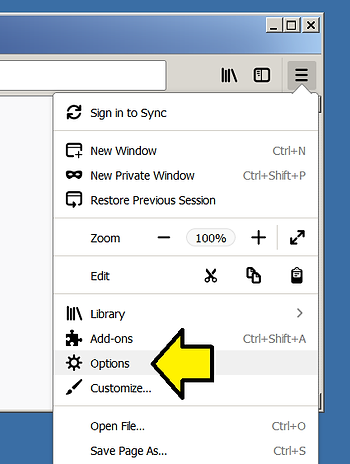 Sign in to Sync
New Window Ctrl+N
New Private Window Ctrl+Shift+P
Restore Previous Session
Zoom 100%
Edit
Library
Add-ons Ctrl+Shift+A
Options
Customize...
Open File... Ctrl+O
Save Page As... Ctrl+S